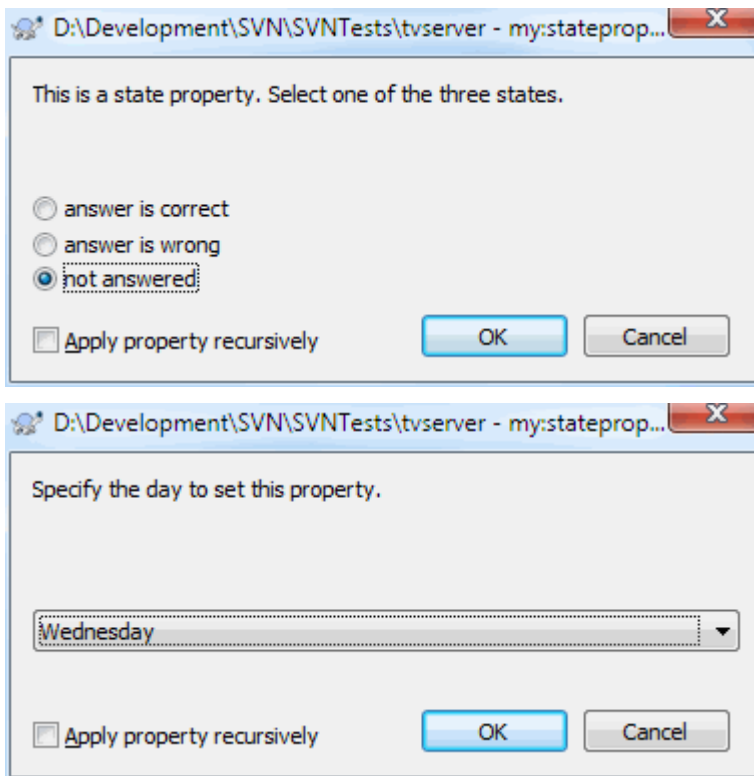 D:\Development\SVN\SVNTests\tvserver - my:stateprop...
This is a state property. Select one of the three states.
answer is correct
answer is wrong
not answered
Apply property recursively OK Cancel
D:\Development\SVN\SVNTests\tvserver - my:stateprop...
Specify the day to set this property.
Wednesday
Apply property recursively OK Cancel